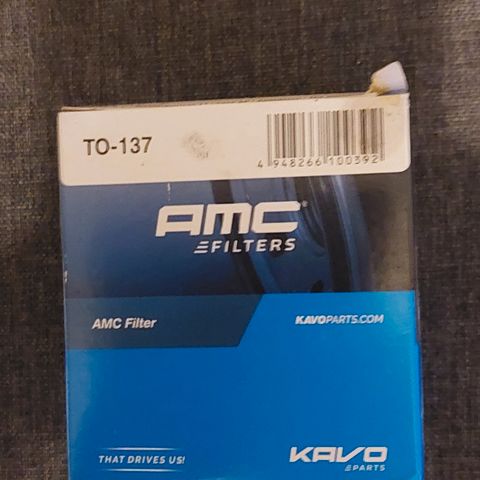 TO-137
4 948266 100392
AMC®
FILTERS
AMC Filter
KAVOPARTS.COM
THAT DRIVES US!
KAVO
PARTS